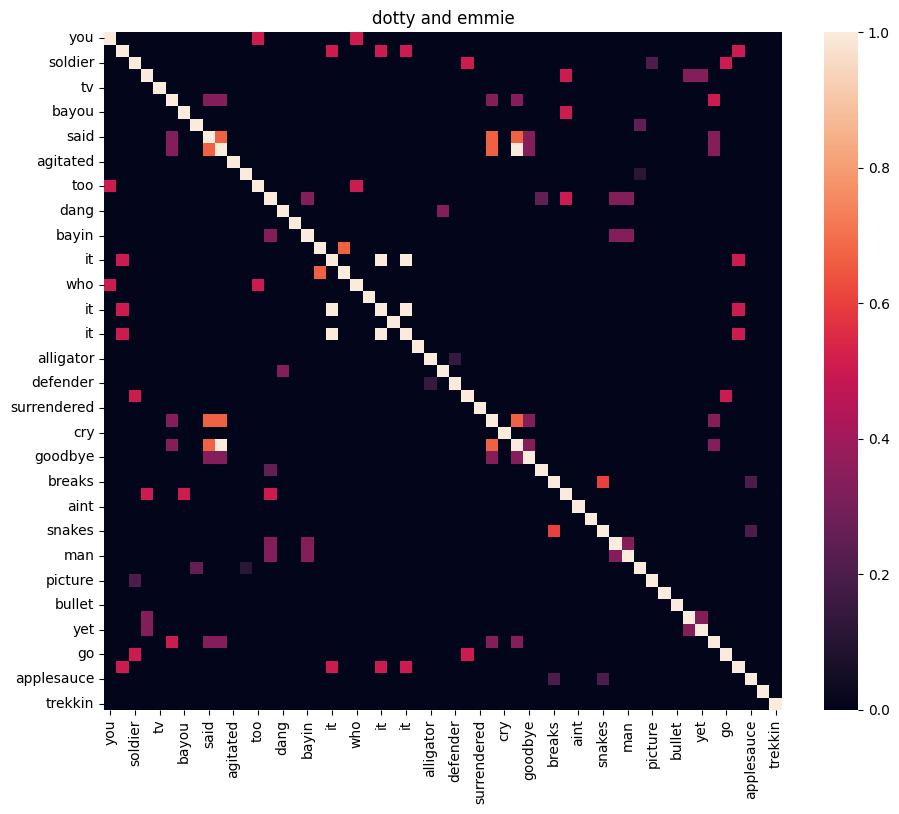 dotty and emmie
you
soldier
tv
bayou
said
agitated
too
dang
bayin
it
who
it
it
alligator
defender
surrendered
cry
goodbye
breaks
aint
snakes
man
picture
bullet
yet
go
applesauce
trekkin
1.0
0.8
0.6
0.4
0.2
0.0
you
soldier
tv
bayou
said
agitated
too
dang
bayin
it
who
it
it
alligator
defender
surrendered
cry
goodbye
breaks
aint
snakes
man
picture
bullet
yet
go
applesauce
trekkin